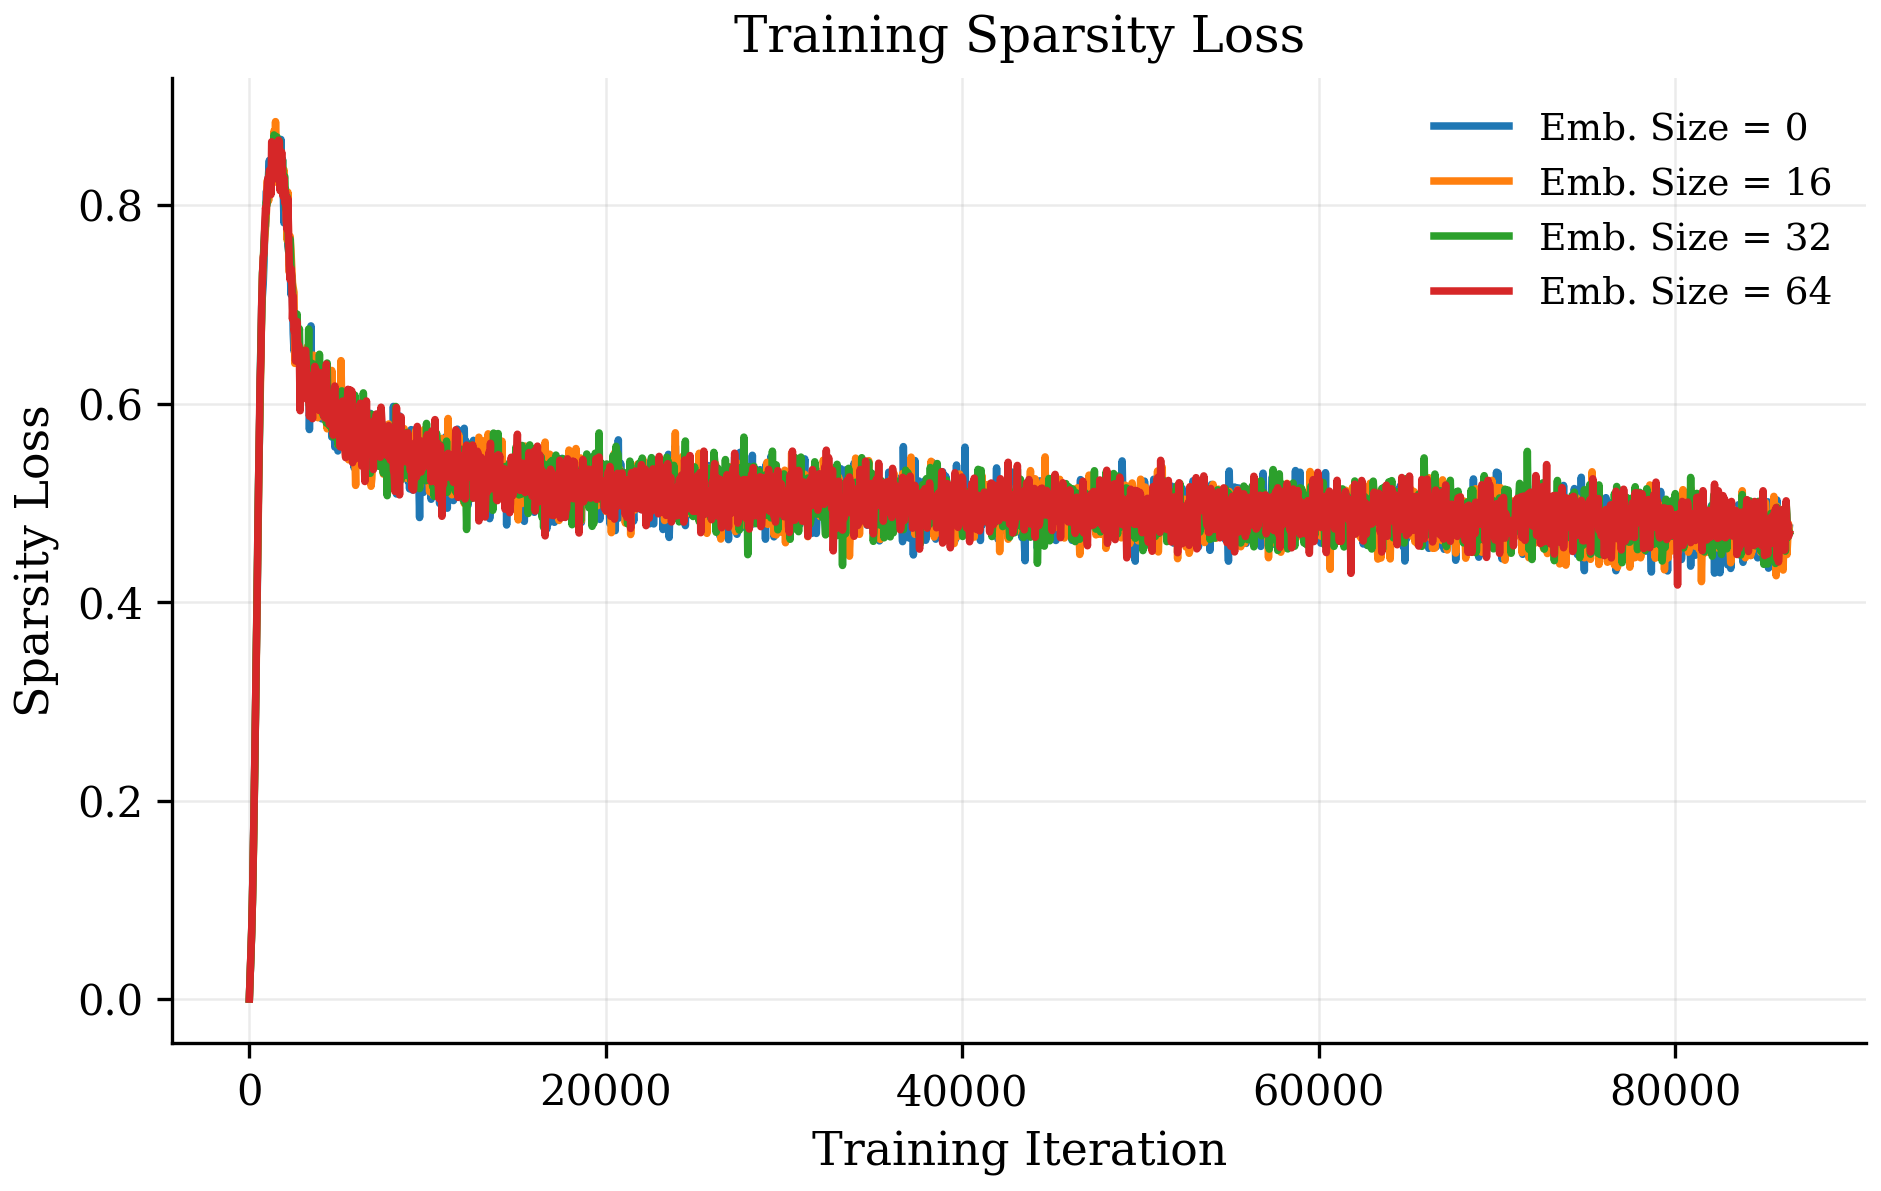 Training Sparsity Loss
Emb. Size = 0
Emb. Size = 16
Emb. Size = 32
Emb. Size = 64
Sparsity Loss
0.8
0.6
0.4
0.2
0.0
0 20000 40000 60000 80000
Training Iteration